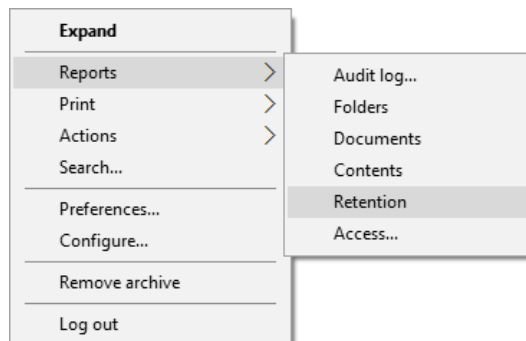 Expand
Reports
Print
Actions
Search...
Preferences...
Configure...
Remove archive
Log out
Audit log...
Folders
Documents
Contents
Retention
Access...